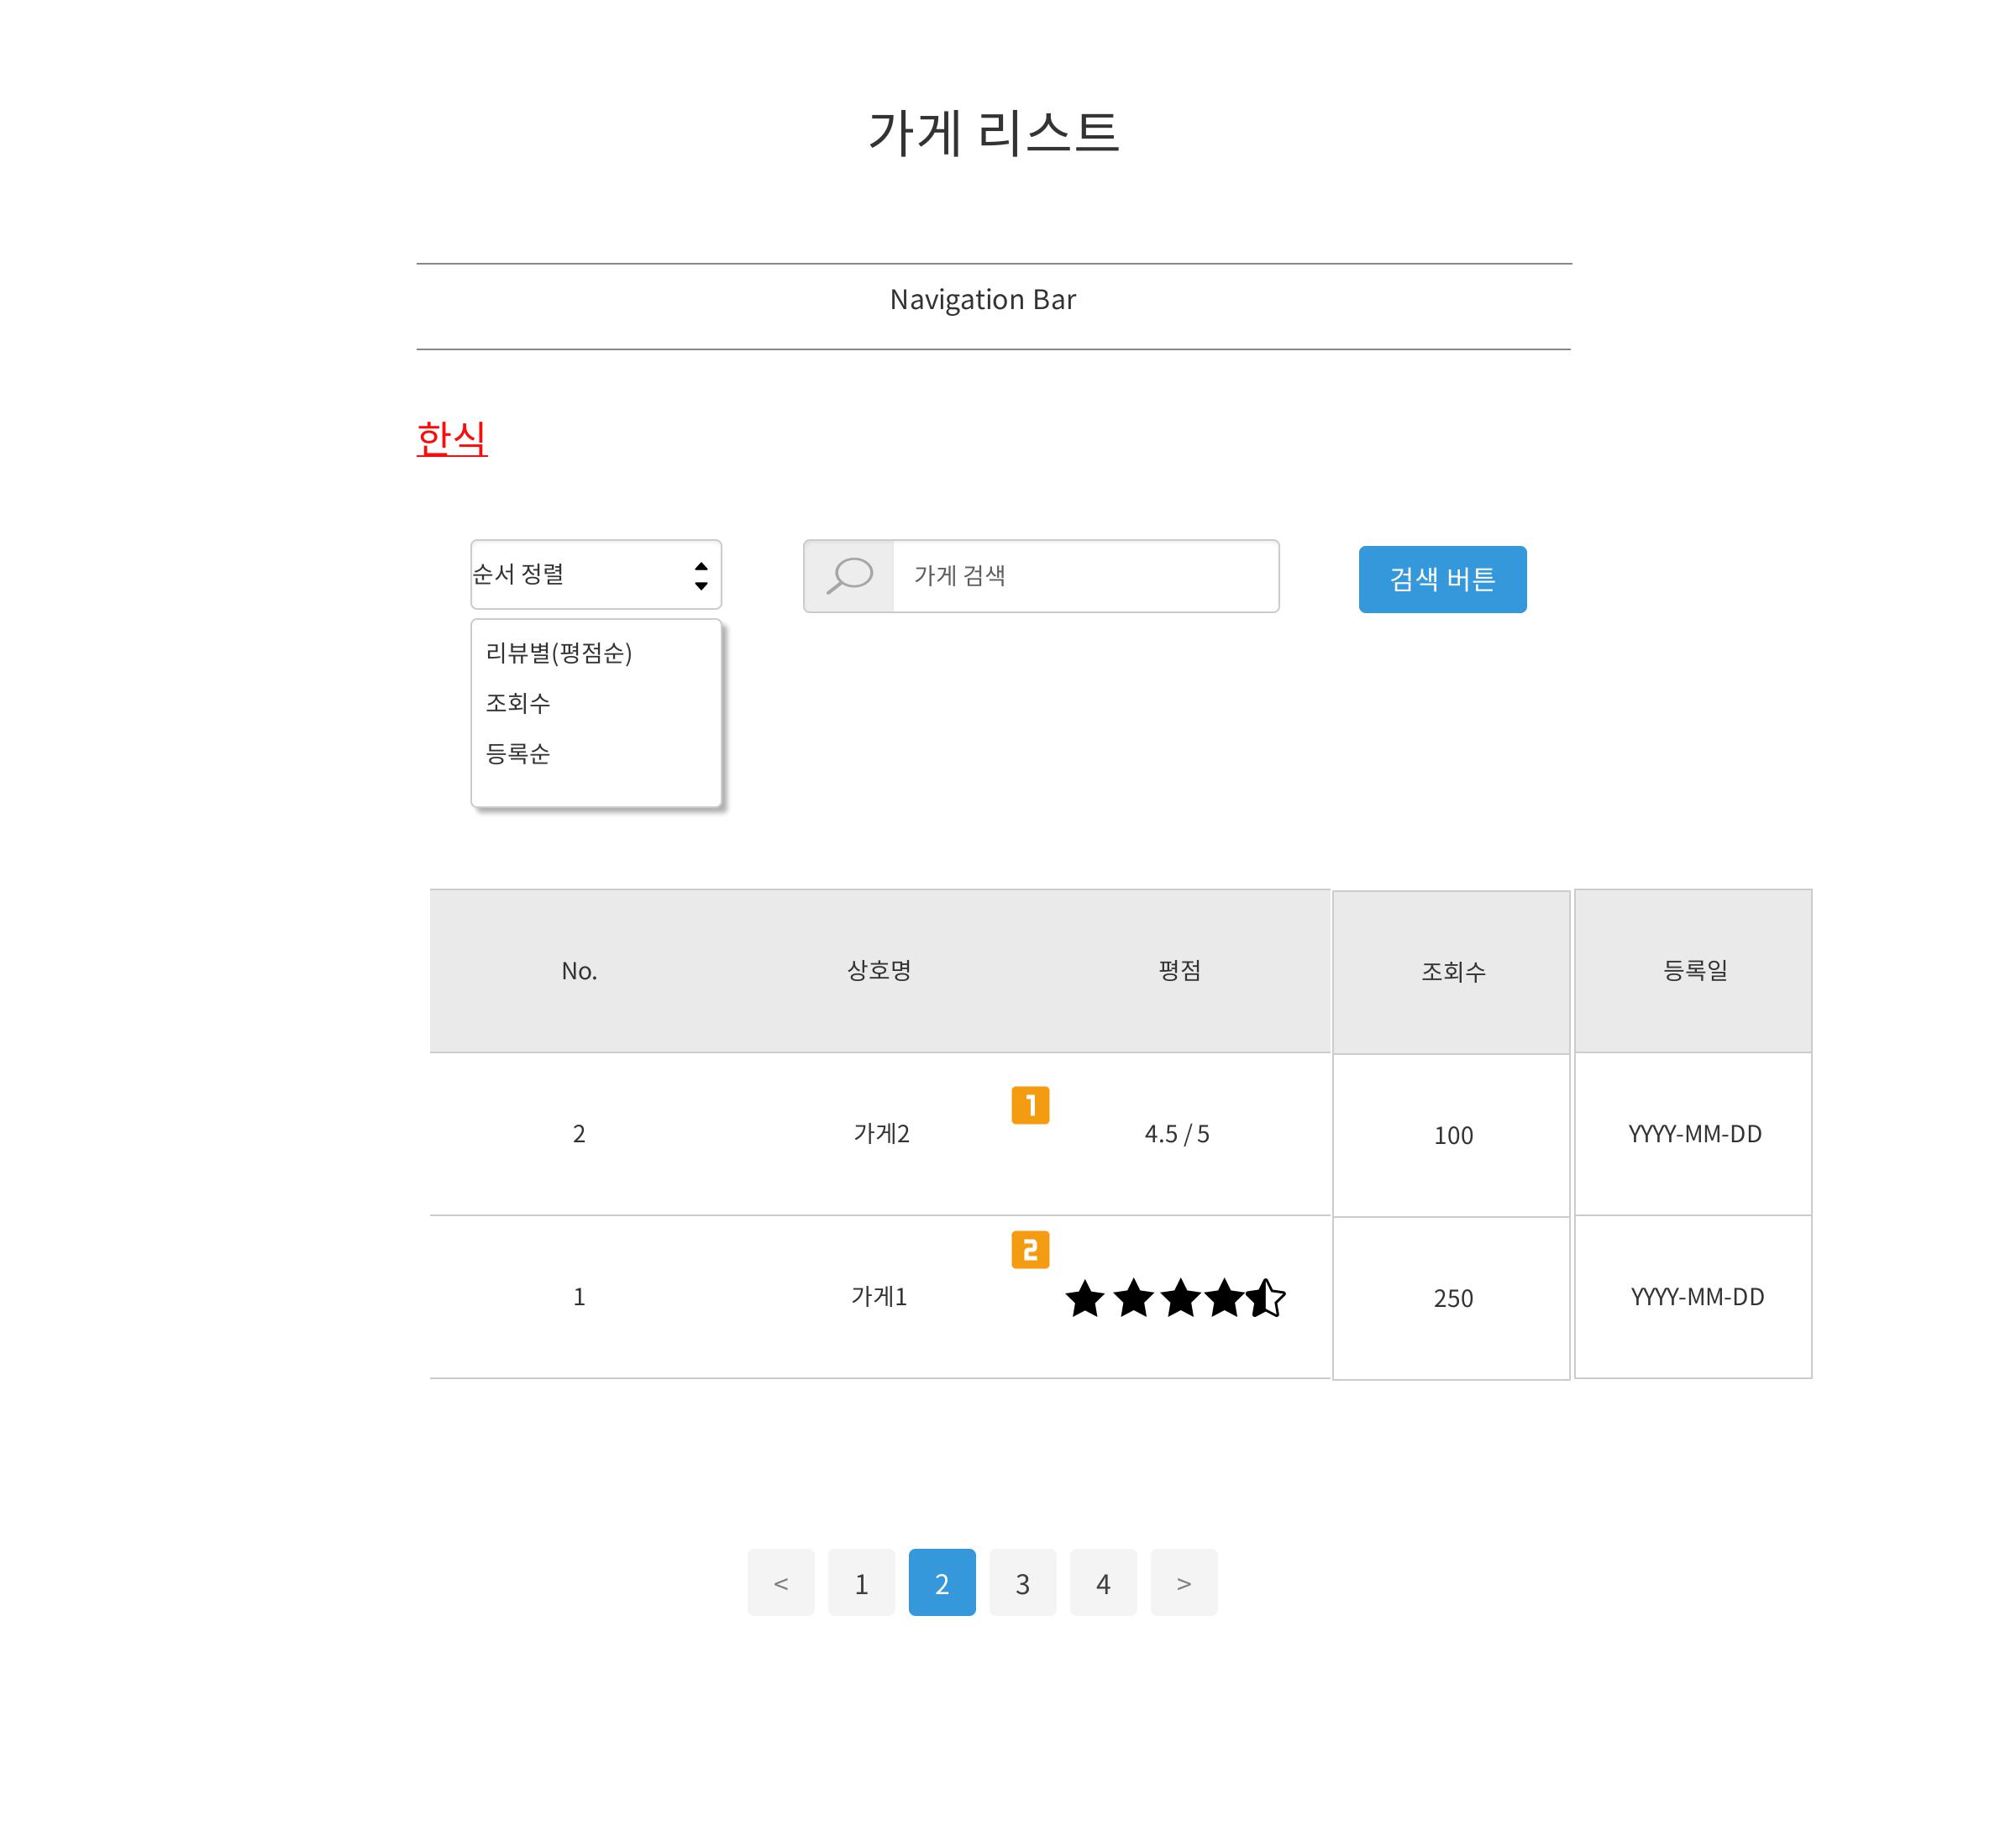 가게 리스트
Navigation Bar
한식
순서 정렬
가게 검색
검색 버튼
리뷰별(평점순)
조회수
등록순
No. 상호명 평점 조회수 등록일
1
2 가게2 4.5 / 5 100 YYYY-MM-DD
2
1 가게1 250 YYYY-MM-DD
< 1 2 3 4 >